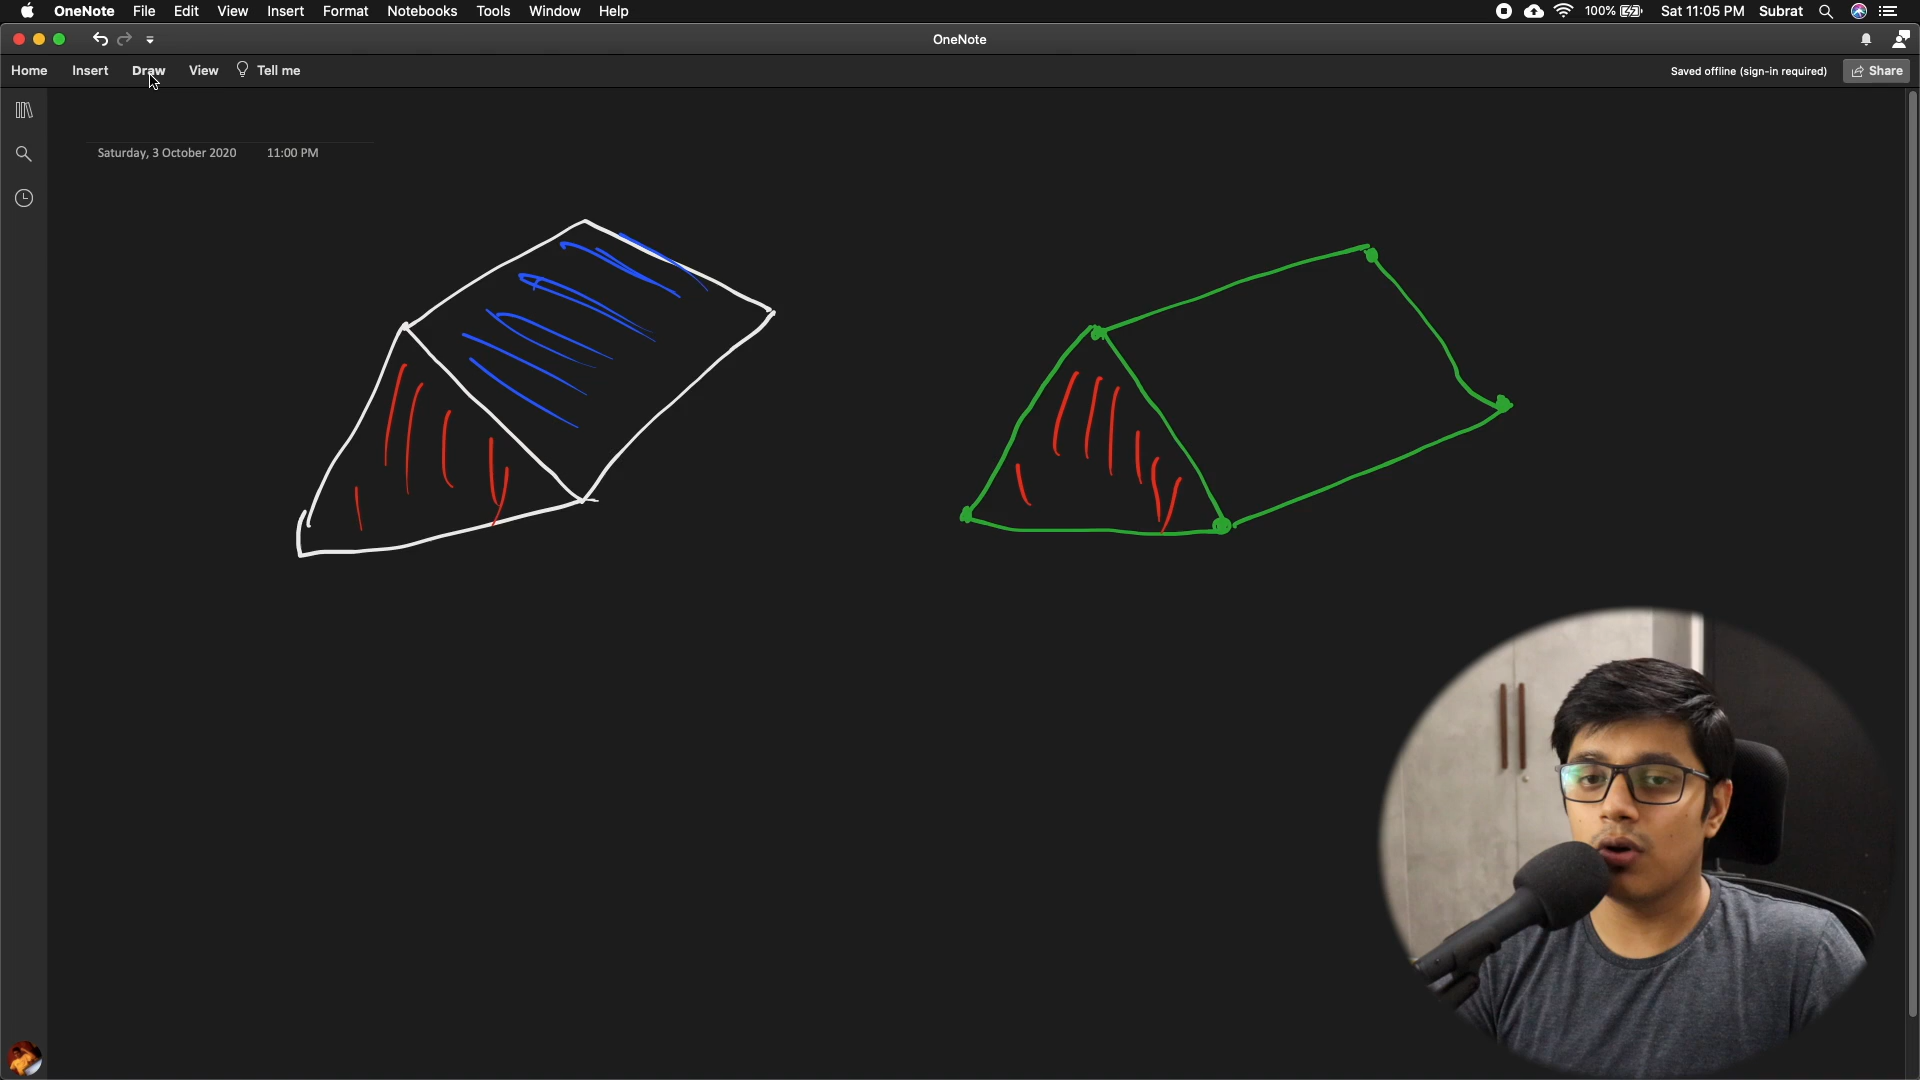 OneNote File Edit View Insert Format Notebooks Tools Window Help 100% Sat 11:05 PM Subrat
OneNote
Home Insert Draw View Tell me Saved offline (sign-in required) Share
Saturday, 3 October 2020 11:00 PM